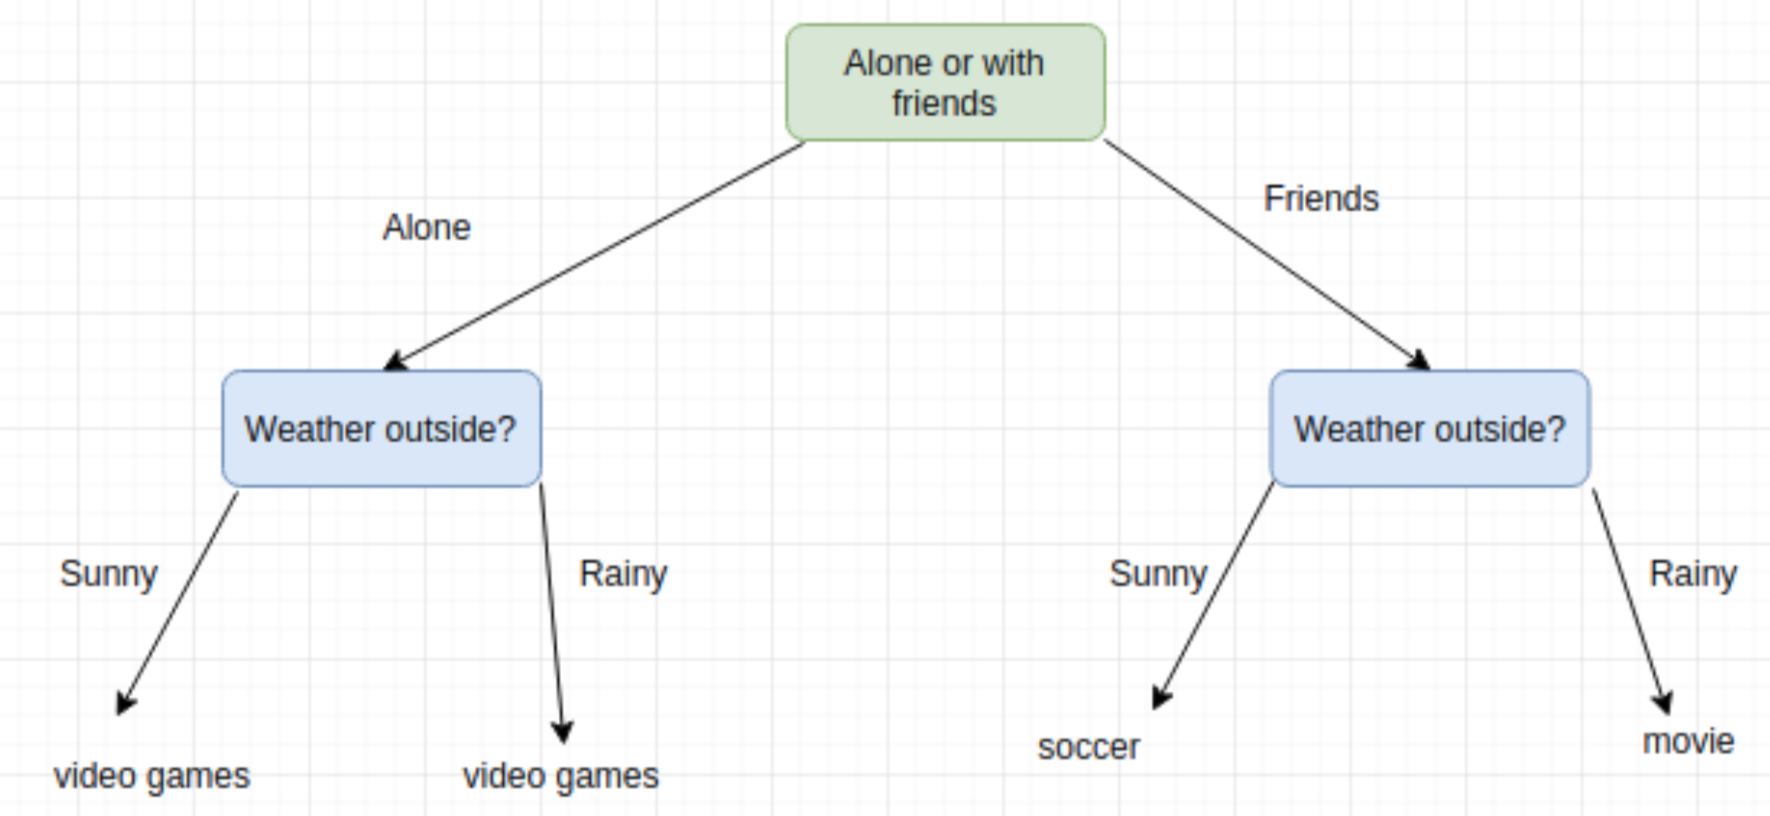 Alone or with
friends
Alone
Friends
Weather outside?
Weather outside?
Sunny
Rainy
Sunny
Rainy
video games
video games
soccer
movie